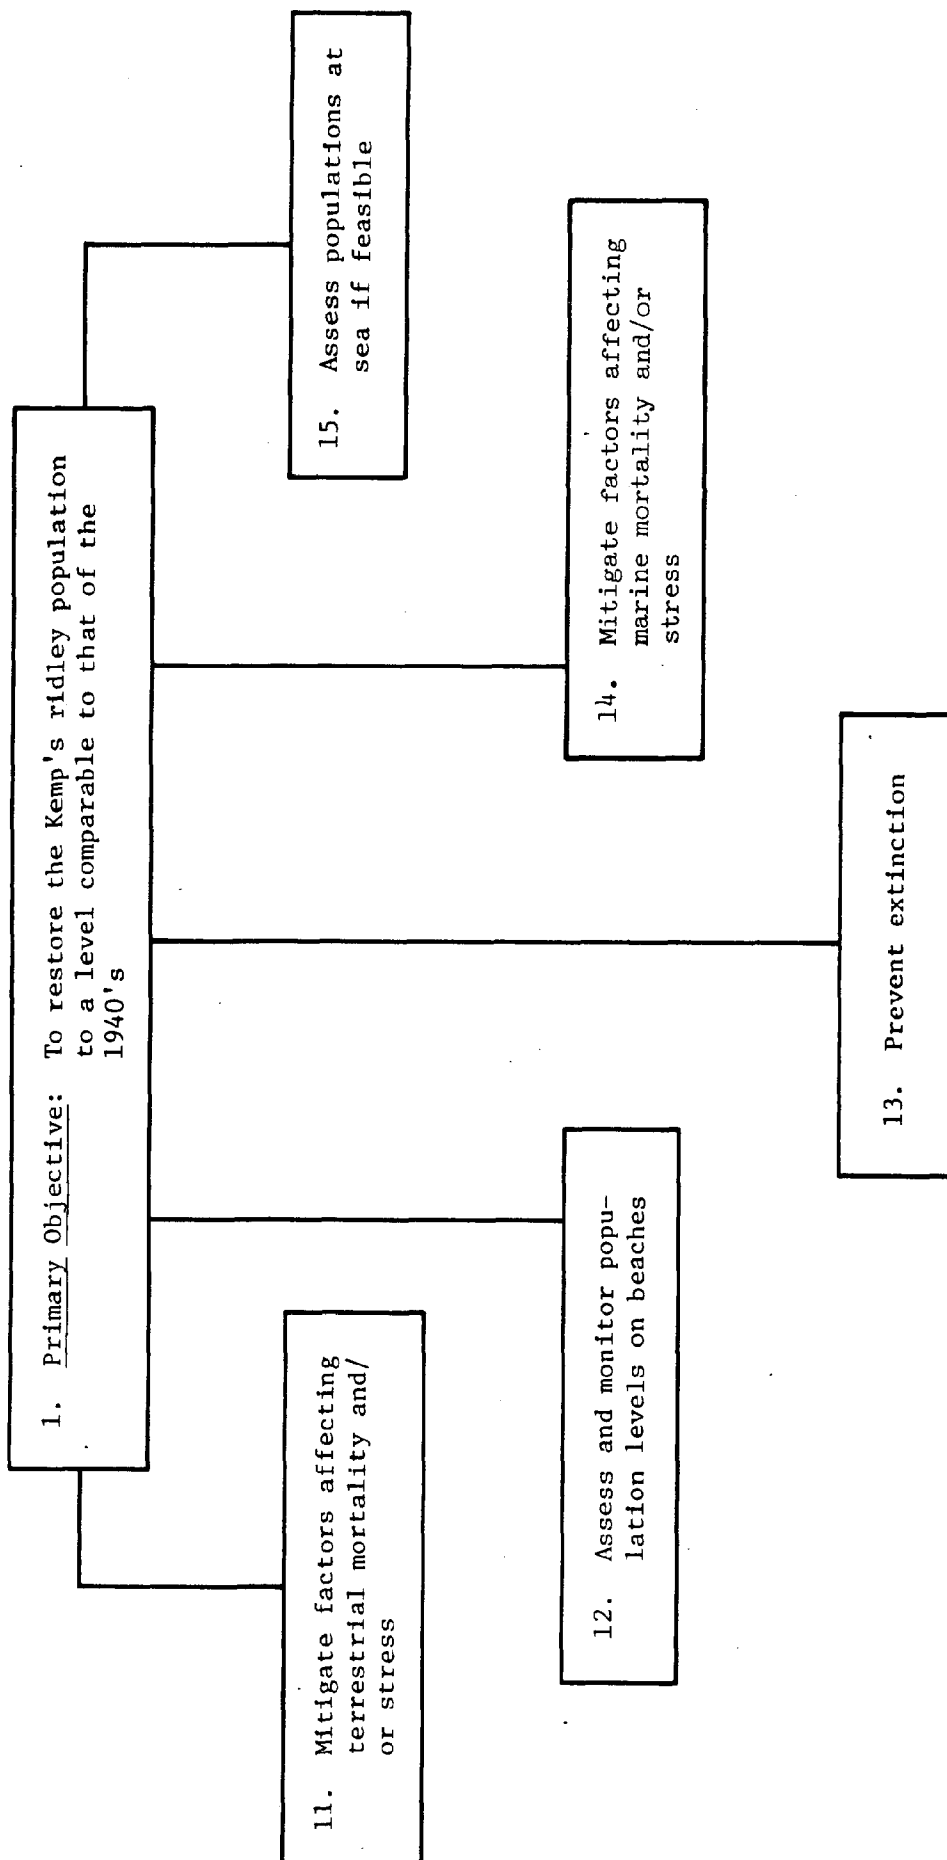 1. Primary Objective: To restore the Kemp's ridley population
to a level comparable to that of the
1940's
11. Mitigate factors affecting
terrestrial mortality and/
or stress
12. Assess and monitor popu-
lation levels on beaches
13. Prevent extinction
14. Mitigate factors affecting
marine mortality and/or
stress
15. Assess populations at
sea if feasible